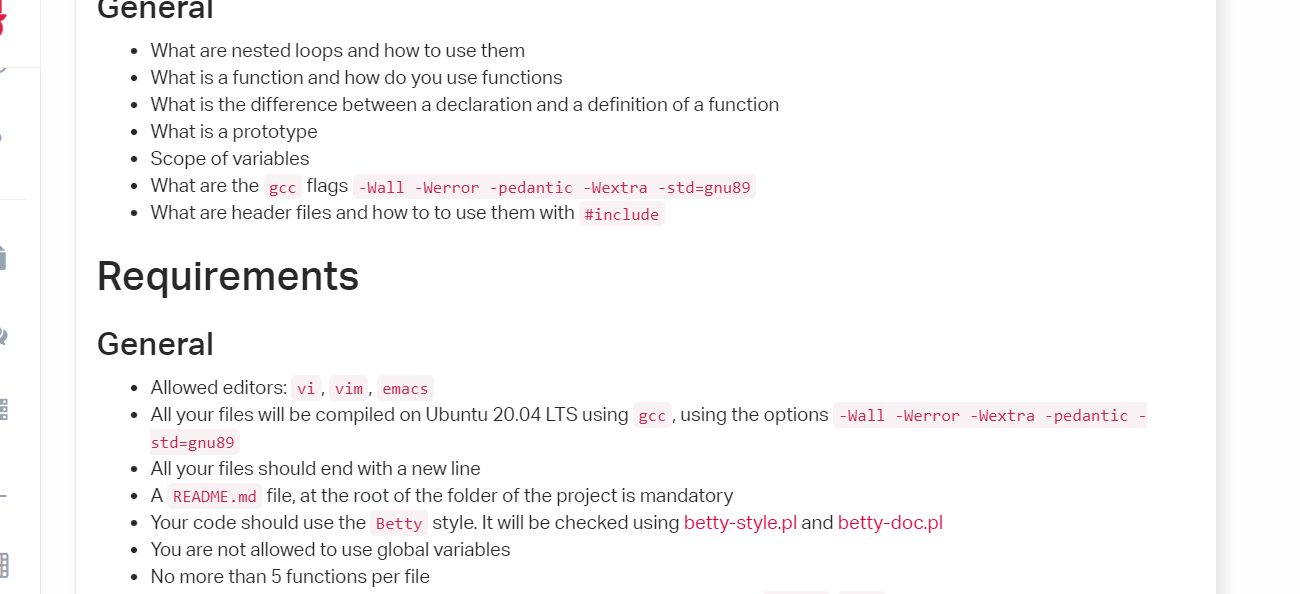 General
What are nested loops and how to use them
What is a function and how do you use functions
What is the difference between a declaration and a definition of a function
What is a prototype
Scope of variables
What are the gcc flags -Wall -Werror -pedantic -Wextra -std=gnu89
What are header files and how to to use them with #include
Requirements
General
Allowed editors: vi, vim, emacs
All your files will be compiled on Ubuntu 20.04 LTS using gcc, using the options -Wall -Werror -Wextra -pedantic -
std=gnu89
All your files should end with a new line
A README.md file, at the root of the folder of the project is mandatory
Your code should use the Betty style. It will be checked using betty-style.pl and betty-doc.pl
You are not allowed to use global variables
No more than 5 functions per file